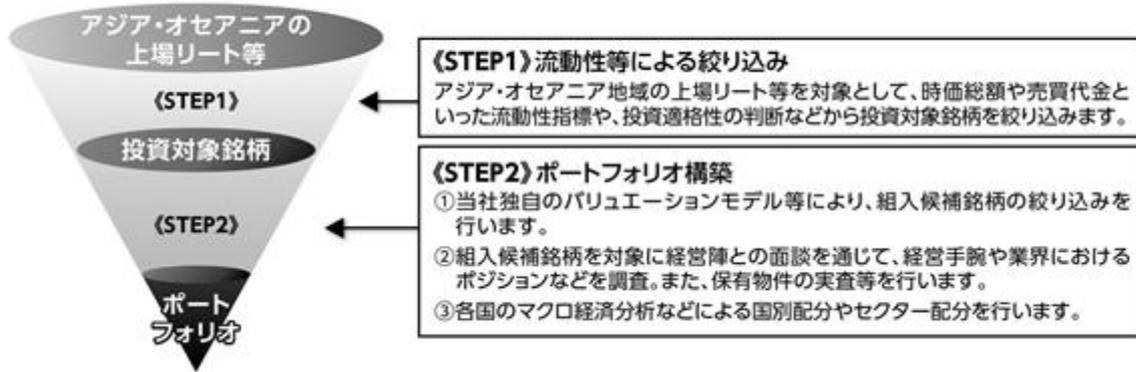 アジア・オセアニアの
上場リート等
《STEP1》
投資対象銘柄
《STEP2》
ポート
フォリオ
《STEP1》流動性等による絞り込み
アジア・オセアニア地域の上場リート等を対象として、時価総額や売買代金と
いった流動性指標や、投資適格性の判断などから投資対象銘柄を絞り込みます。
《STEP2》ポートフォリオ構築
①当社独自のバリュエーションモデル等により、組入候補銘柄の絞り込みを
行います。
②組入候補銘柄を対象に経営陣との面談を通じて、経営手腕や業界における
ポジションなどを調査。また、保有物件の実査等を行います。
③各国のマクロ経済分析などによる国別配分やセクター配分を行います。